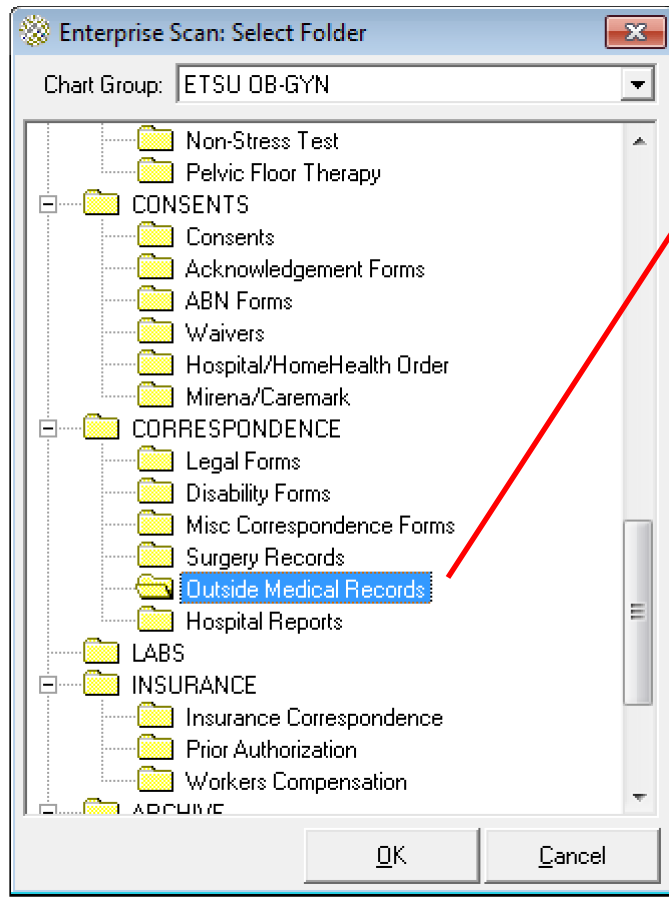 Enterprise Scan: Select Folder
Chart Group: ETSU OB-GYN
Non-Stress Test
Pelvic Floor Therapy
CONSENTS
Consents
Acknowledgement Forms
ABN Forms
Waivers
Hospital/HomeHealth Order
Mirena/Caremark
CORRESPONDENCE
Legal Forms
Disability Forms
Misc Correspondence Forms
Surgery Records
Outside Medical Records
Hospital Reports
LABS
INSURANCE
Insurance Correspondence
Prior Authorization
Workers Compensation
ARCHIVE
OK Cancel